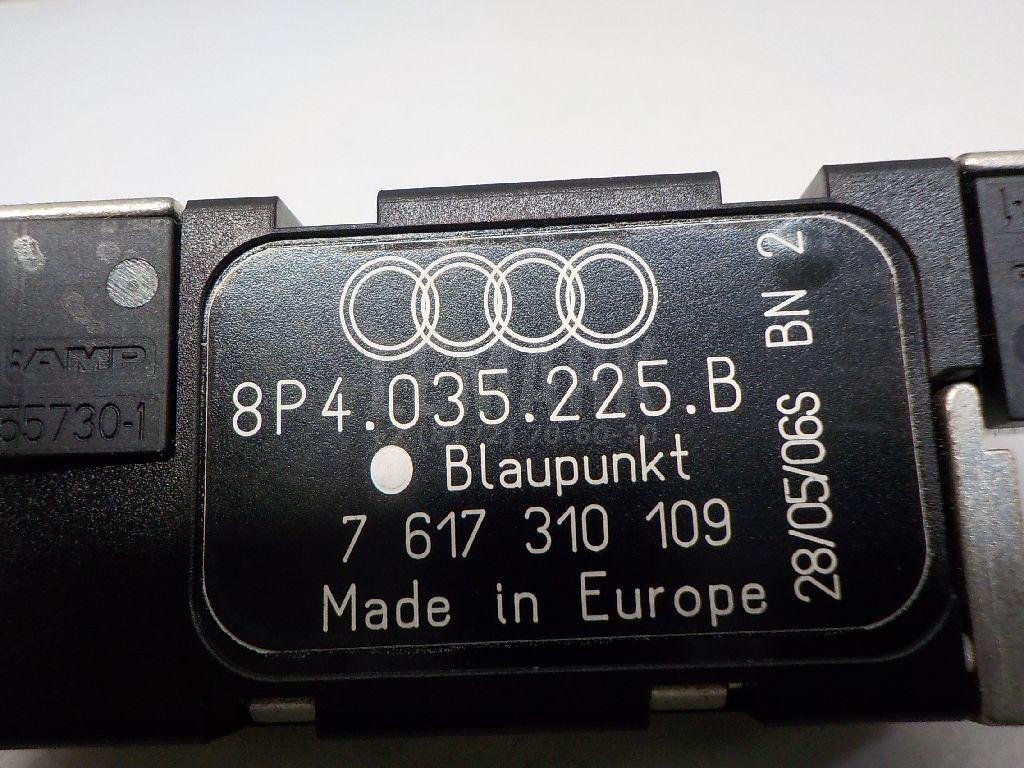 8P4.035.225.B
Blaupunkt
7 617 310 109
Made in Europe
28/05/06S BN 2
AMP
55730-1